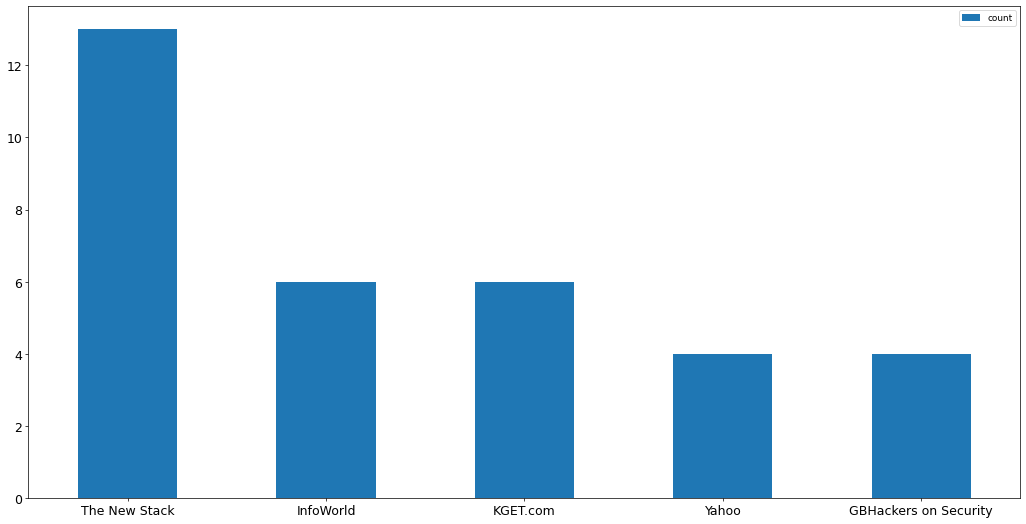 count
12
10
8
6
4
2
0
The New Stack
InfoWorld
KGET.com
Yahoo
GBHackers on Security